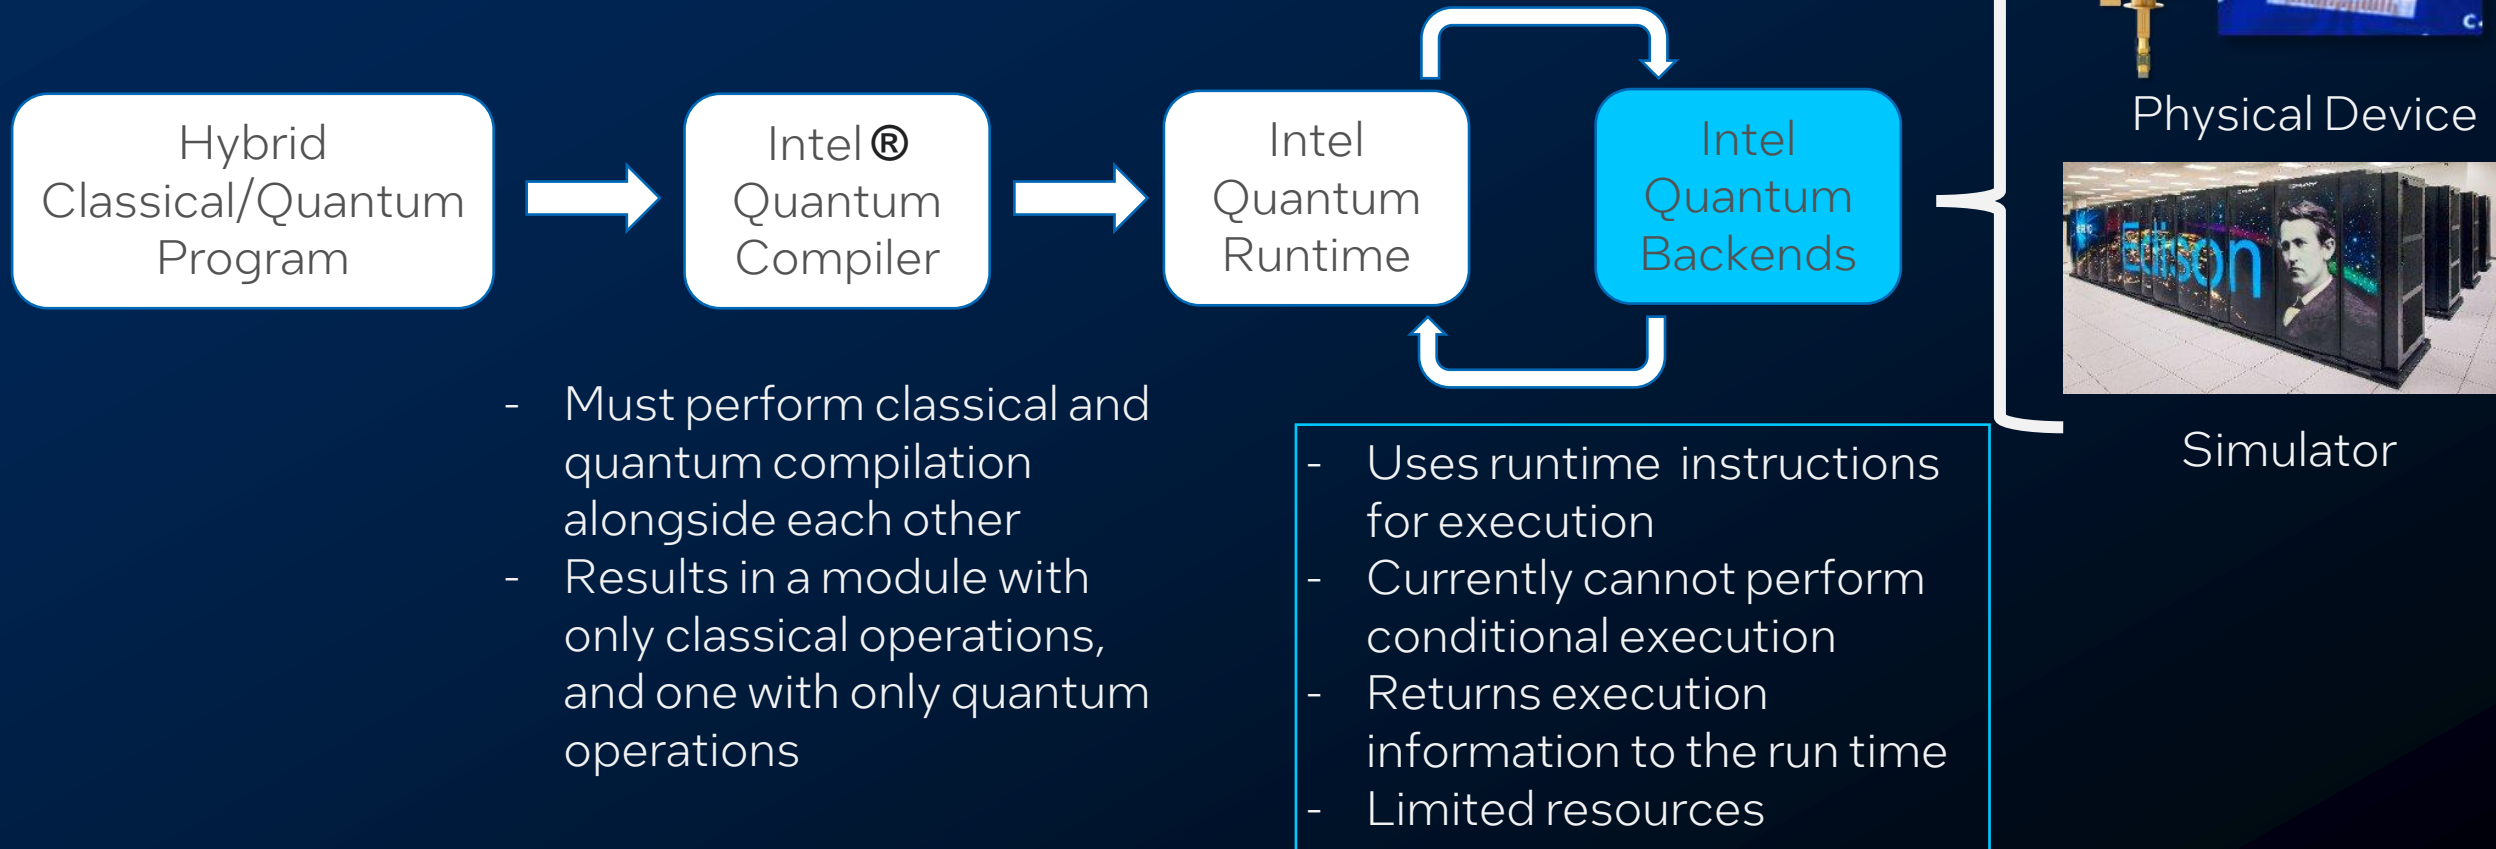 Hybrid
Classical/Quantum
Program
Intel ®
Quantum
Compiler
Intel
Quantum
Runtime
Intel
Quantum
Backends
Physical Device
Edison
Simulator
- Must perform classical and
quantum compilation
alongside each other
- Results in a module with
only classical operations,
and one with only quantum
operations
- Uses runtime instructions
for execution
- Currently cannot perform
conditional execution
- Returns execution
information to the run time
- Limited resources